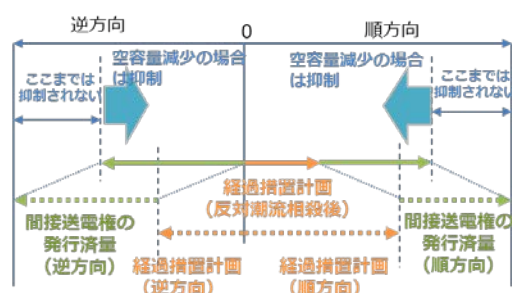 逆方向
0
順方向
空容量減少の場合
は抑制
空容量減少の場合
は抑制
ここまでは
抑制されない
ここまでは
抑制されない
経過措置計画
(反対潮流相殺後)
間接送電権の
発行済量
(逆方向)
経過措置計画
(逆方向)
経過措置計画
(順方向)
間接送電権の
発行済量
(順方向)